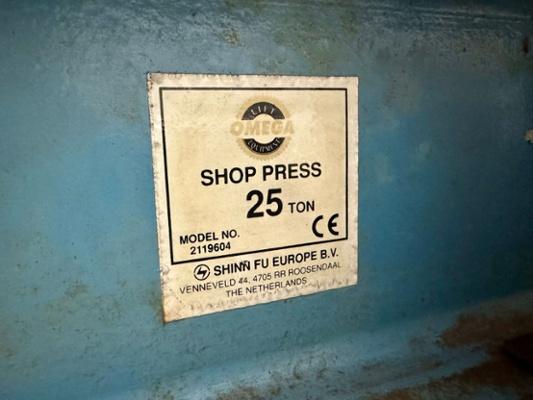 LIFT
OMEGA
EQUIPMENT
SHOP PRESS
25 TON
MODEL NO.
2119604
CE
SHINN FU EUROPE B.V.
VENNEVELD 44, 4705 RR ROOSENDAAL
THE NETHERLANDS